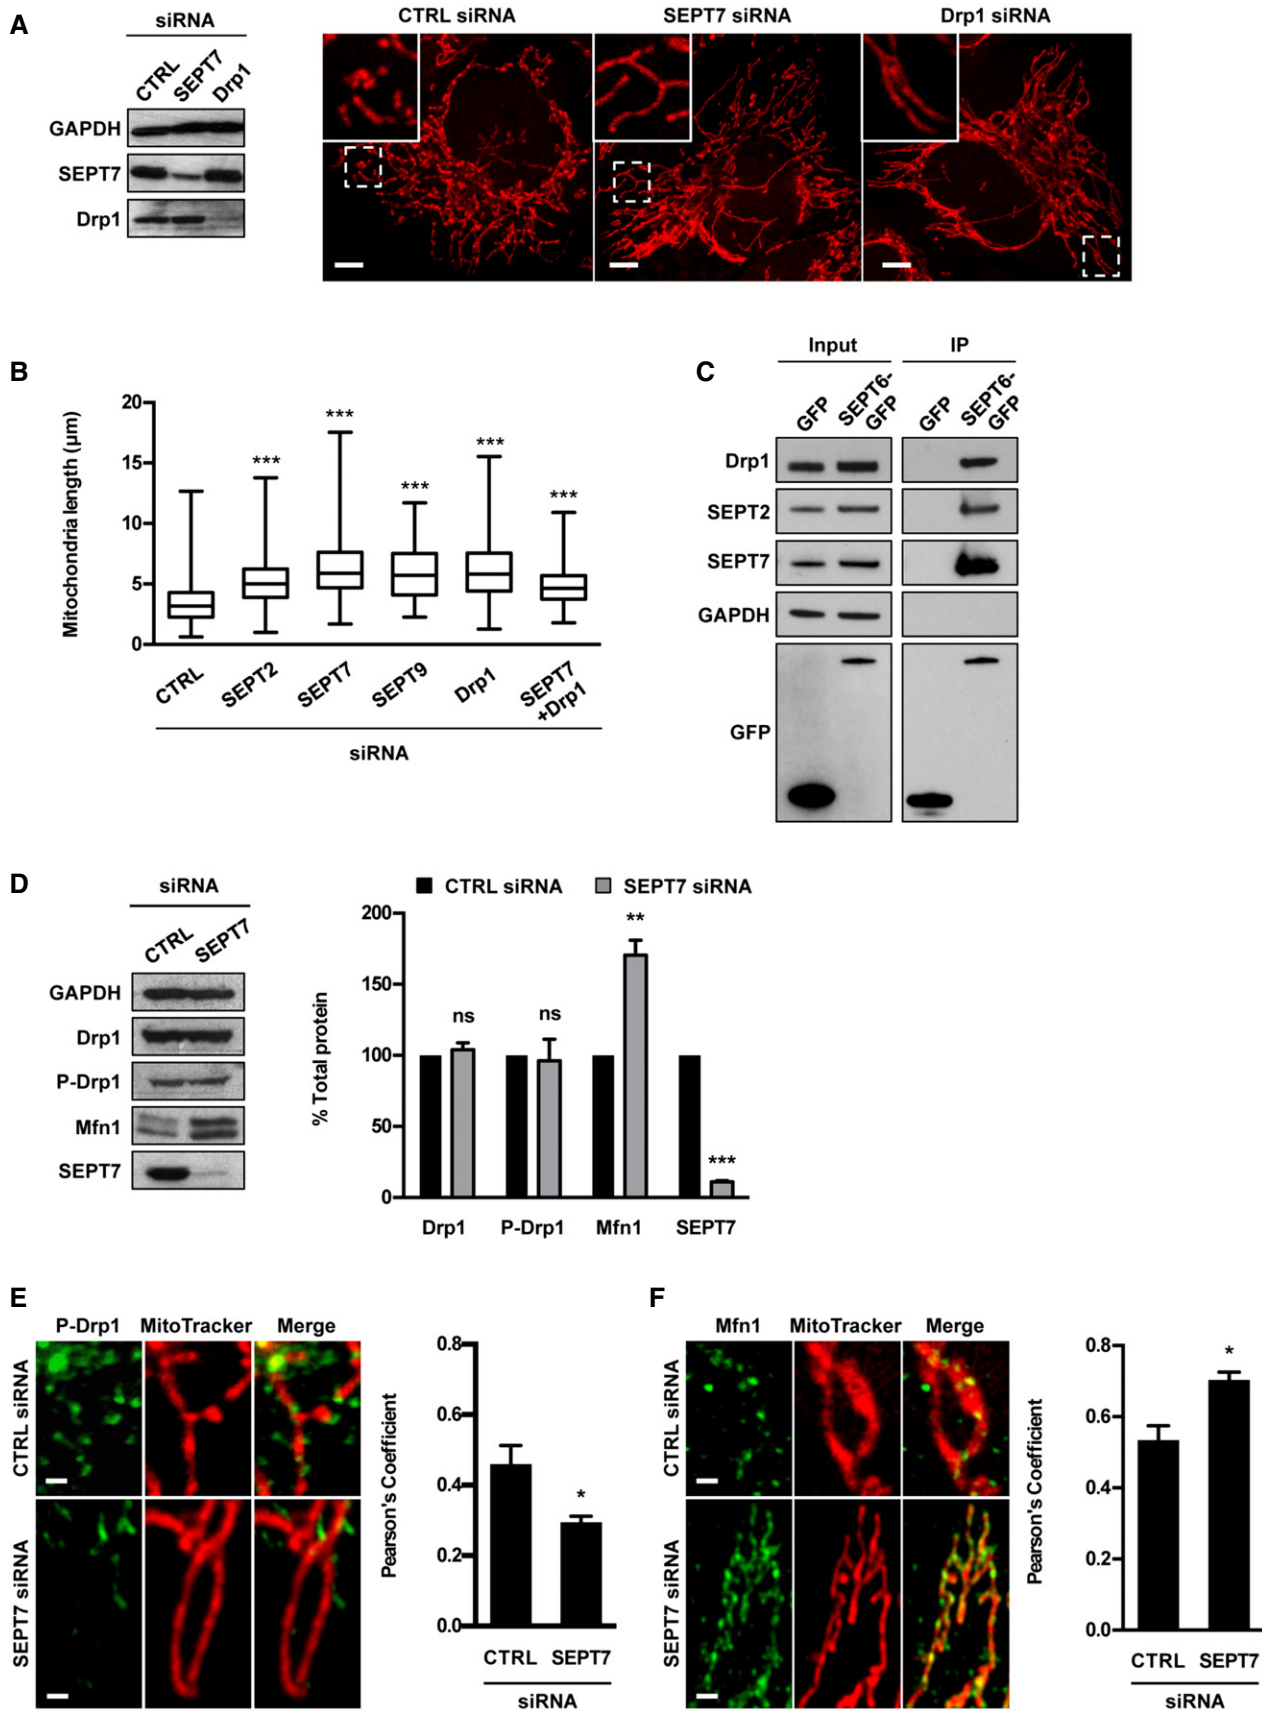 A
siRNA
CTRL SEPT7 Drp1
GAPDH
SEPT7
Drp1
CTRL siRNA SEPT7 siRNA Drp1 siRNA
B
Mitochondria length (µm)
20
15
10
5
0
***
***
***
***
***
CTRL SEPT2 SEPT7 SEPT9 Drp1 SEPT7
+Drp1
siRNA
C
Input IP
GFP SEPT6-
GFP GFP SEPT6-
GFP
Drp1
SEPT2
SEPT7
GAPDH
GFP
D
siRNA
CTRL SEPT7
GAPDH
Drp1
P-Drp1
Mfn1
SEPT7
CTRL siRNA SEPT7 siRNA
% Total protein
200
150
100
50
0
ns
ns
**
***
Drp1 P-Drp1 Mfn1 SEPT7
E
P-Drp1 MitoTracker Merge
CTRL siRNA
SEPT7 siRNA
Pearson's Coefficient
0.8
0.6
0.4
0.2
0.0
*
CTRL SEPT7
siRNA
F
Mfn1 MitoTracker Merge
CTRL siRNA
SEPT7 siRNA
Pearson's Coefficient
0.8
0.6
0.4
0.2
0.0
*
CTRL SEPT7
siRNA